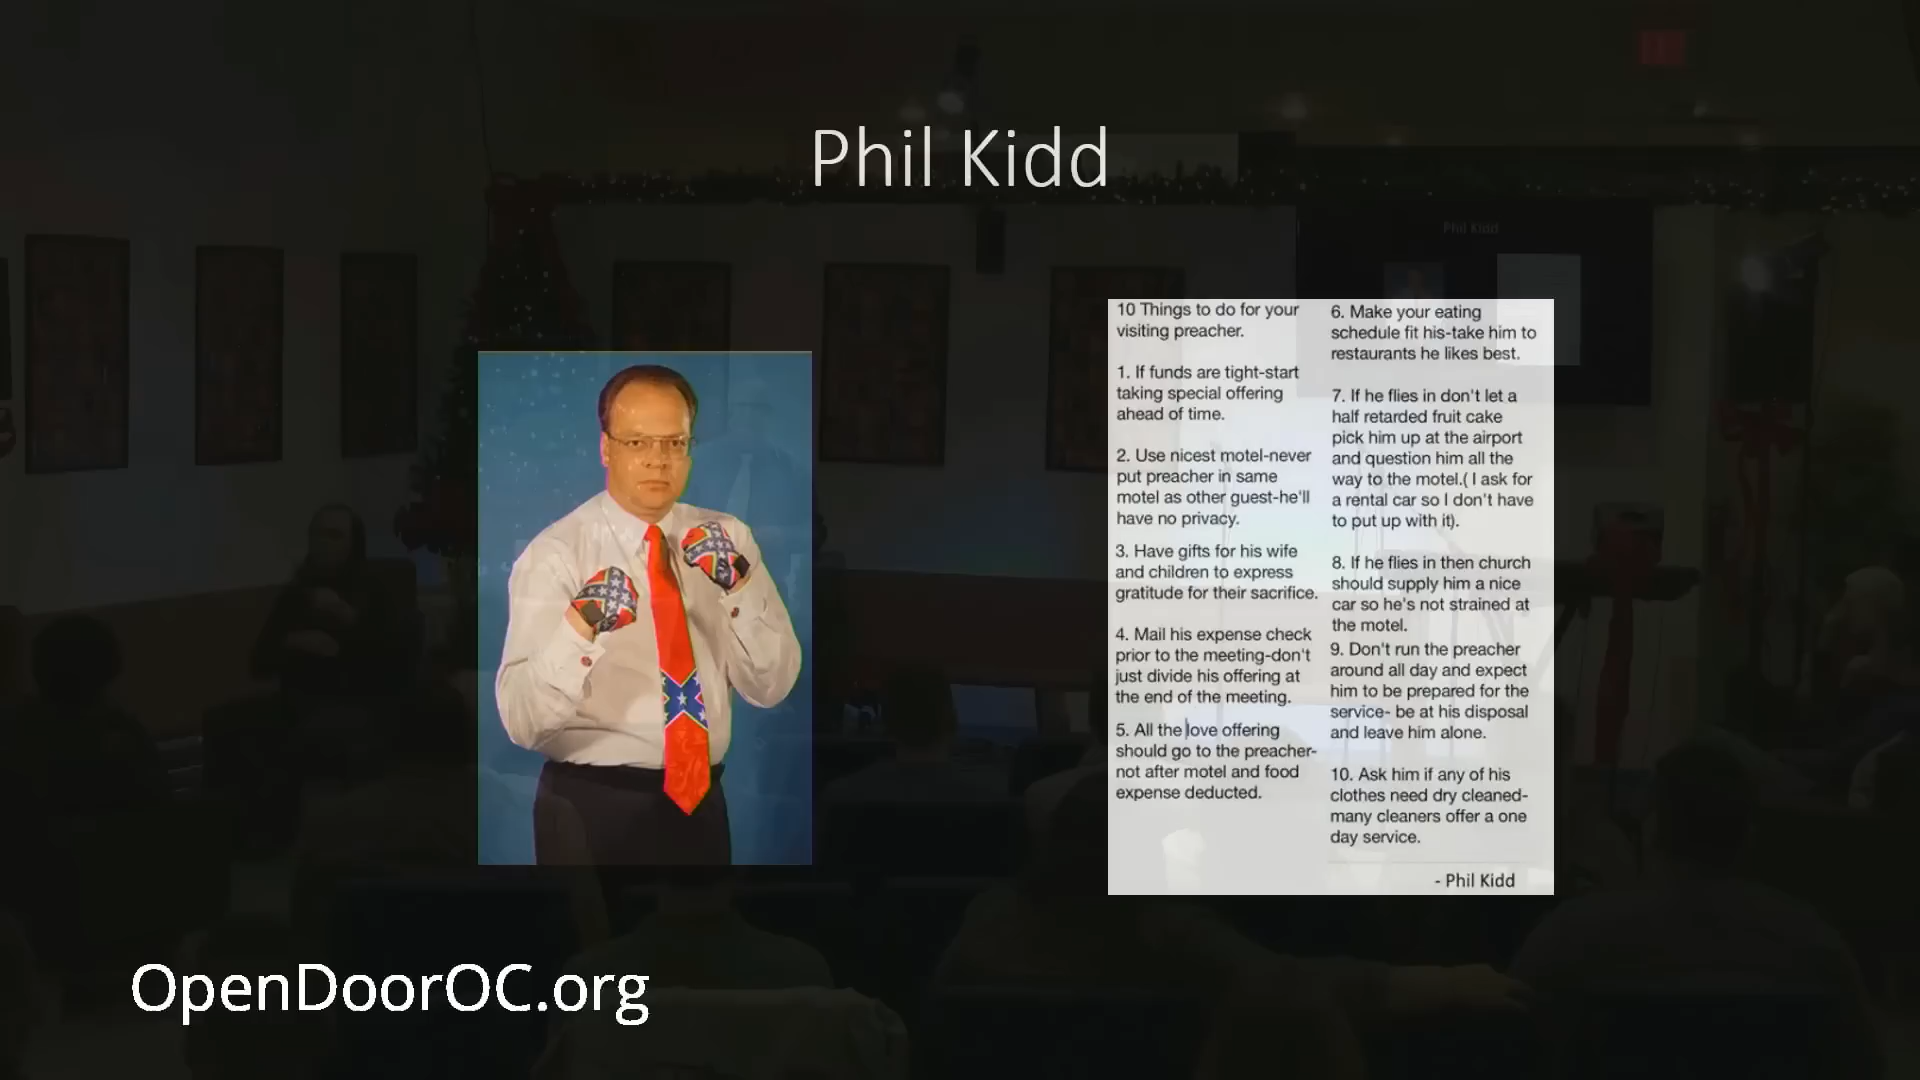 Phil Kidd
Phil Kidd
10 Things to do for your
visiting preacher.
1. If funds are tight-start
taking special offering
ahead of time.
2. Use nicest motel-never
put preacher in same
motel as other guest-he'll
have no privacy.
3. Have gifts for his wife
and children to express
gratitude for their sacrifice.
4. Mail his expense check
prior to the meeting-don't
just divide his offering at
the end of the meeting.
5. All the love offering
should go to the preacher-
not after motel and food
expense deducted.
6. Make your eating
schedule fit his-take him to
restaurants he likes best.
7. If he flies in don't let a
half retarded fruit cake
pick him up at the airport
and question him all the
way to the motel.( I ask for
a rental car so I don't have
to put up with it).
8. If he flies in then church
should supply him a nice
car so he's not strained at
the motel.
9. Don't run the preacher
around all day and expect
him to be prepared for the
service- be at his disposal
and leave him alone.
10. Ask him if any of his
clothes need dry cleaned-
many cleaners offer a one
day service.
- Phil Kidd
OpenDoorOC.org